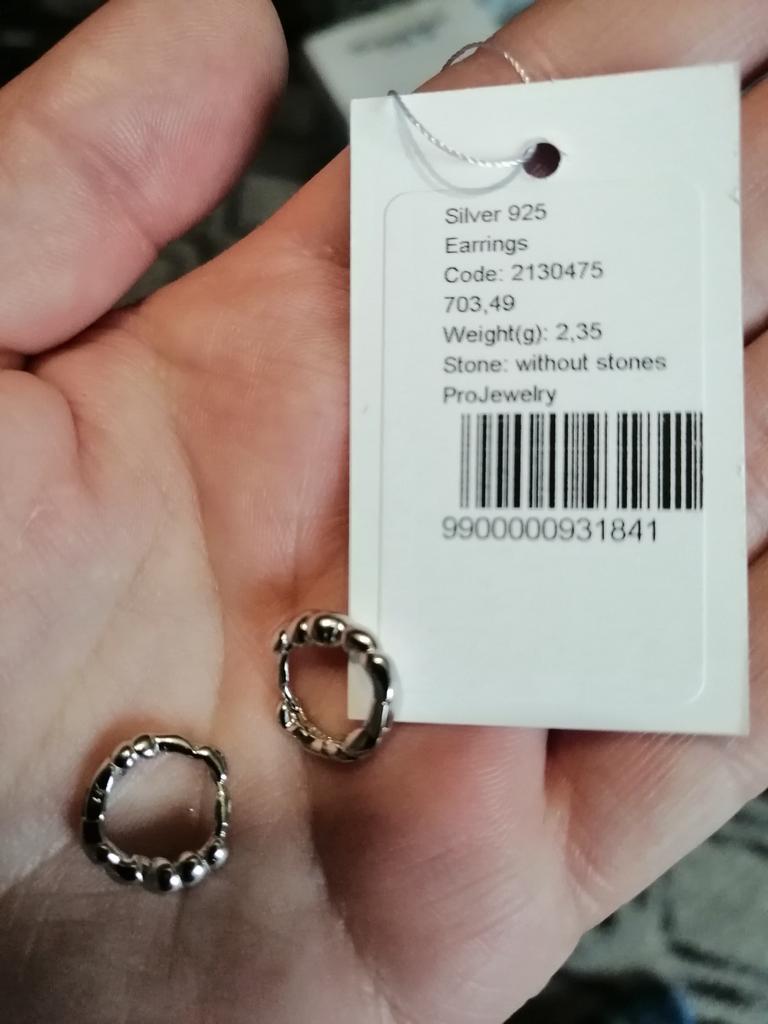 Silver 925
Earrings
Code: 2130475
703,49
Weight(g): 2,35
Stone: without stones
ProJewelry
9900000931841